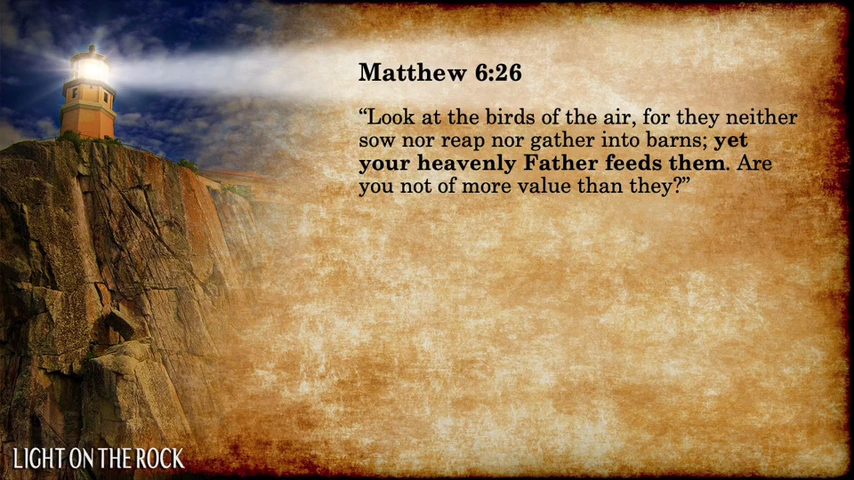 Matthew 6:26
“Look at the birds of the air, for they neither
sow nor reap nor gather into barns; yet
your heavenly Father feeds them. Are
you not of more value than they?”
LIGHT ON THE ROCK